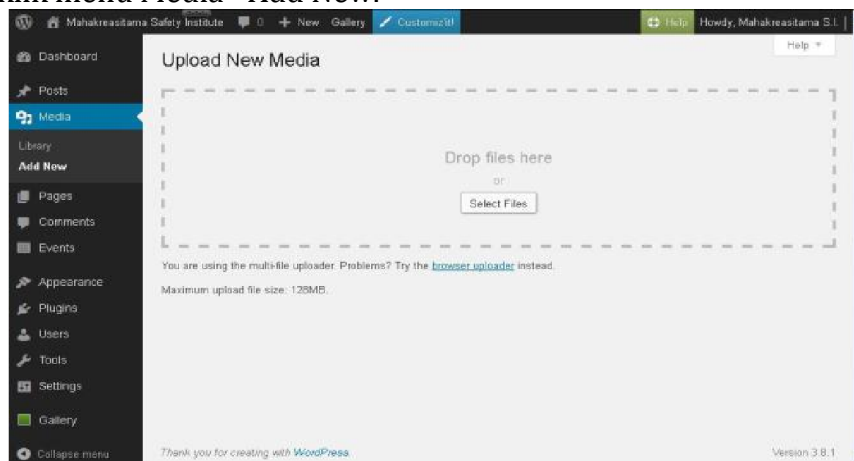 Mahakreasitama Safety Institute 0 New Gallery Customiz'it! Help Howdy, Mahakreasitama S.I.
Help
Dashboard
Upload New Media
Posts
Media
Library
Add New
Drop files here
or
Select Files
Pages
Comments
Events
You are using the multi-file uploader. Problems? Try the browser uploader instead.
Maximum upload file size: 128MB.
Appearance
Plugins
Users
Tools
Settings
Gallery
Collapse menu
Thank you for creating with WordPress.
Version 3.8.1